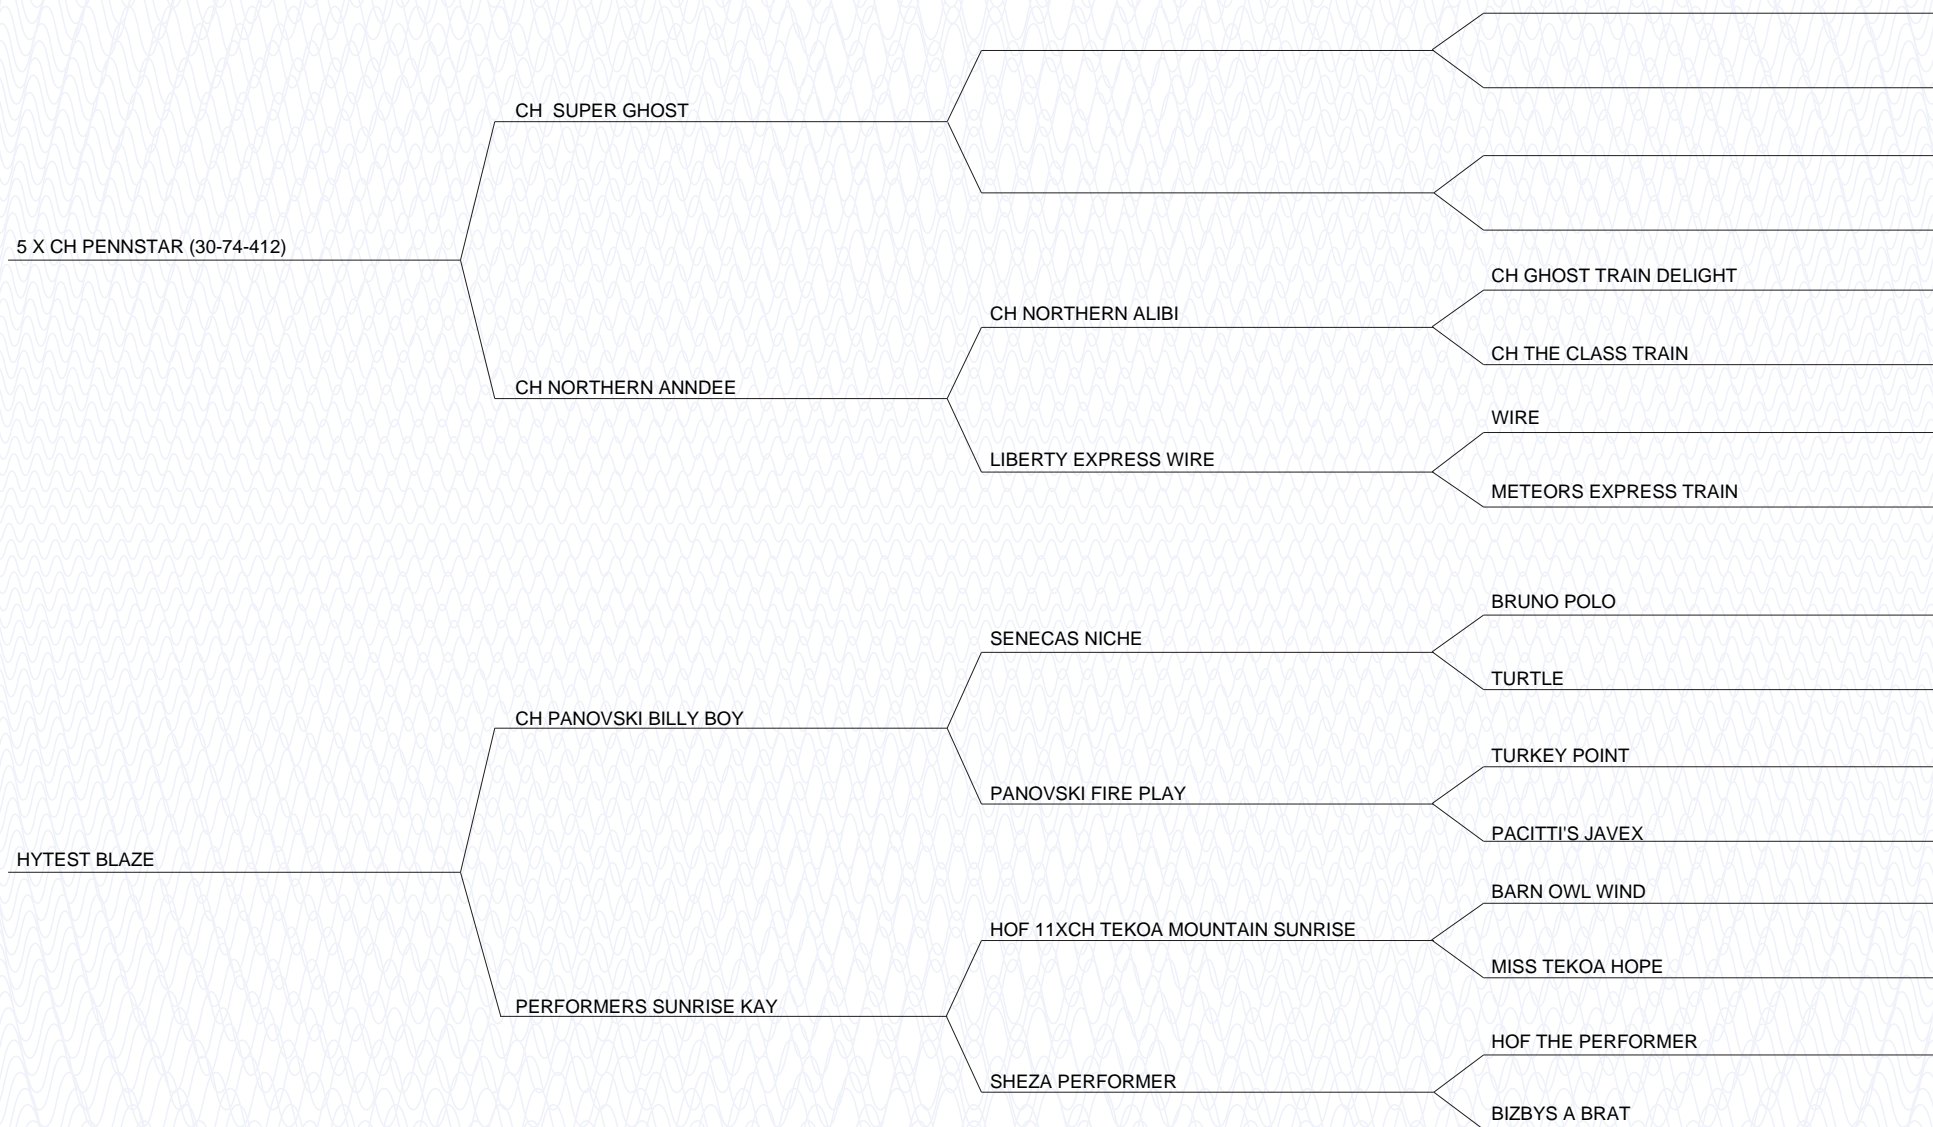 CH  SUPER GHOST
5 X CH PENNSTAR (30-74-412)
CH GHOST TRAIN DELIGHT
CH NORTHERN ALIBI
CH THE CLASS TRAIN
CH NORTHERN ANNDEE
WIRE
LIBERTY EXPRESS WIRE
METEORS EXPRESS TRAIN
BRUNO POLO
SENECAS NICHE
TURTLE
CH PANOVSKI BILLY BOY
TURKEY POINT
PANOVSKI FIRE PLAY
PACITTI'S JAVEX
HYTEST BLAZE
BARN OWL WIND
HOF 11XCH TEKOA MOUNTAIN SUNRISE
MISS TEKOA HOPE
PERFORMERS SUNRISE KAY
HOF THE PERFORMER
SHEZA PERFORMER
BIZBYS A BRAT